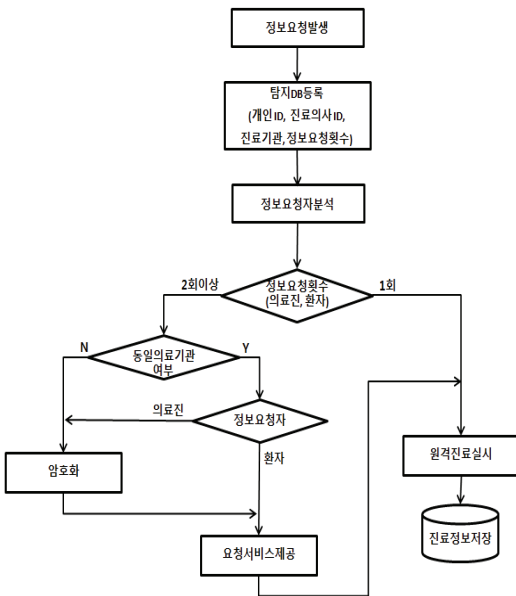 정보요청발생
탐지DB등록
(개인ID, 진료의사ID,
진료기관,정보요청횟수)
정보요청자분석
2회이상
정보요청횟수
(의료진, 환자)
1회
N
동일의료기관
여부
Y
의료진
정보요청자
환자
암호화
원격진료실시
진료정보저장
요청서비스제공